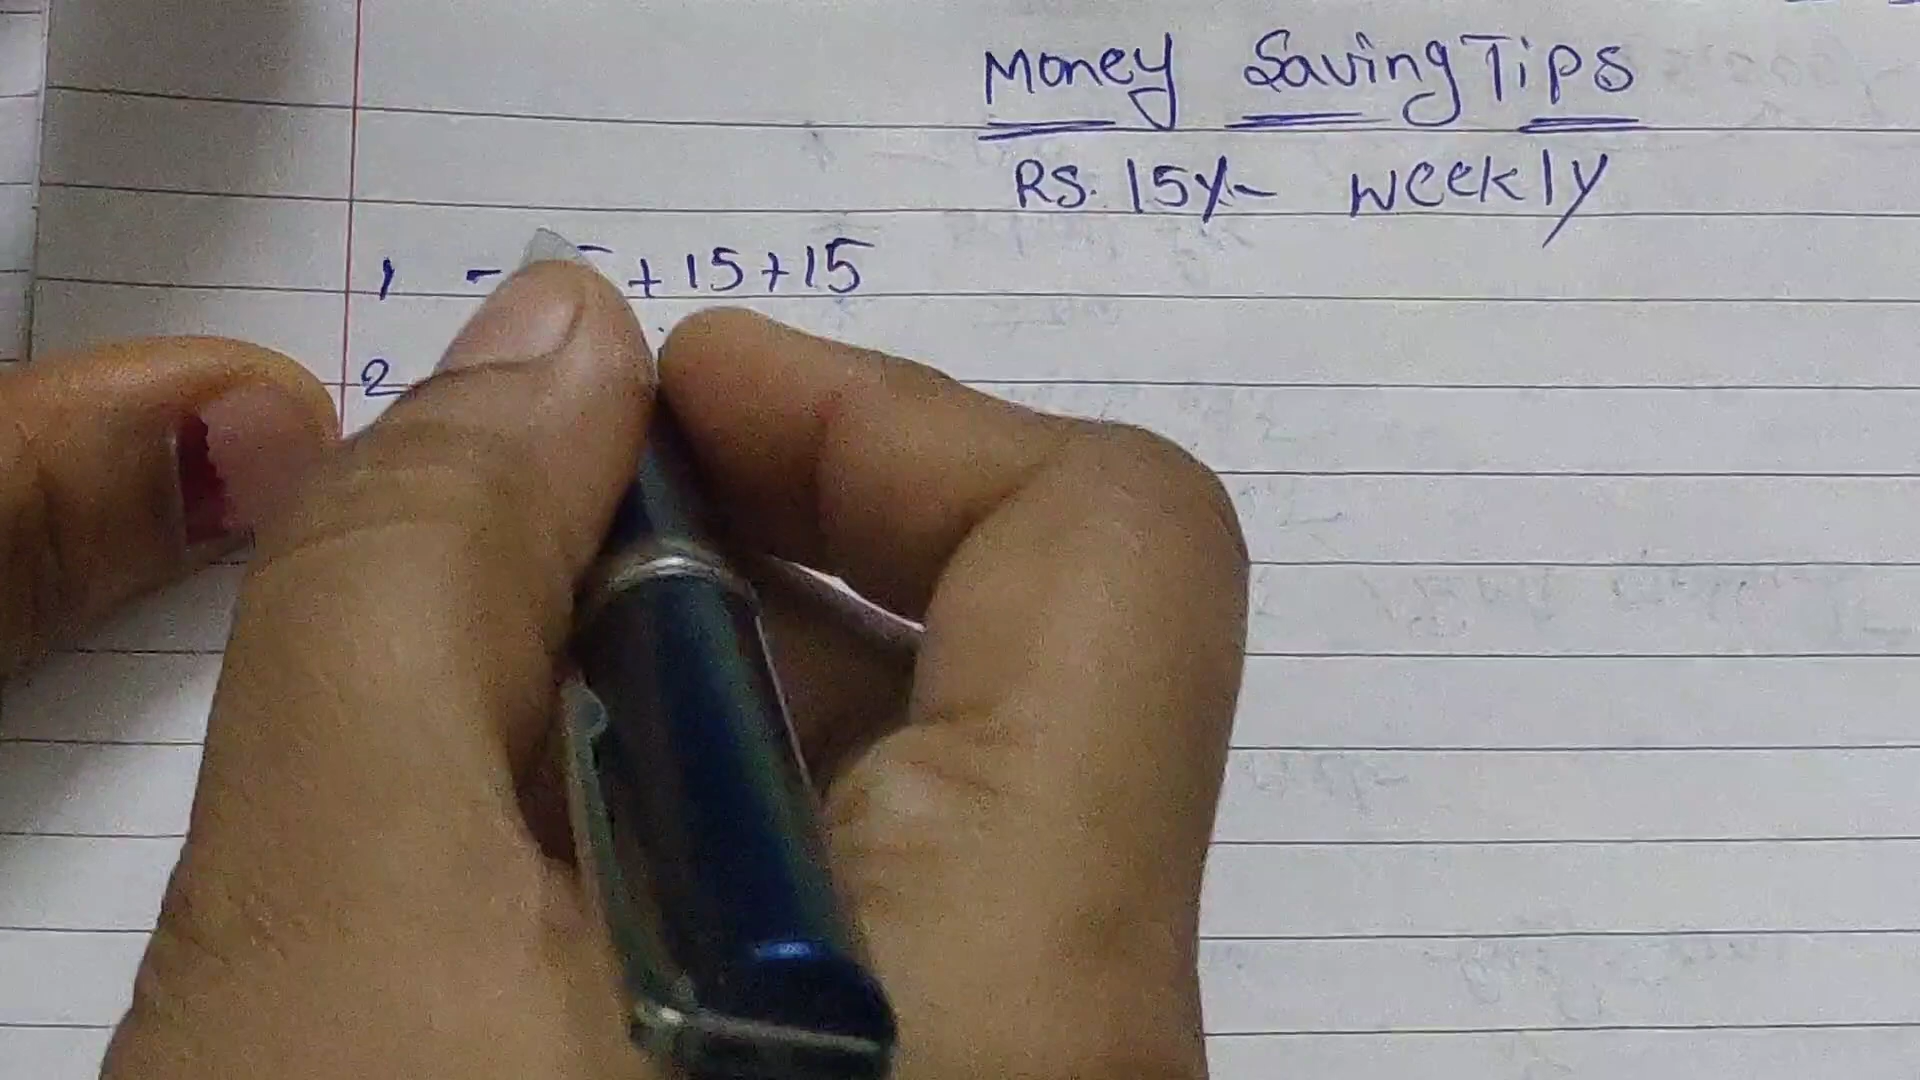 Money Saving Tips
RS. 15/- weekly
1 - + 15 + 15
2